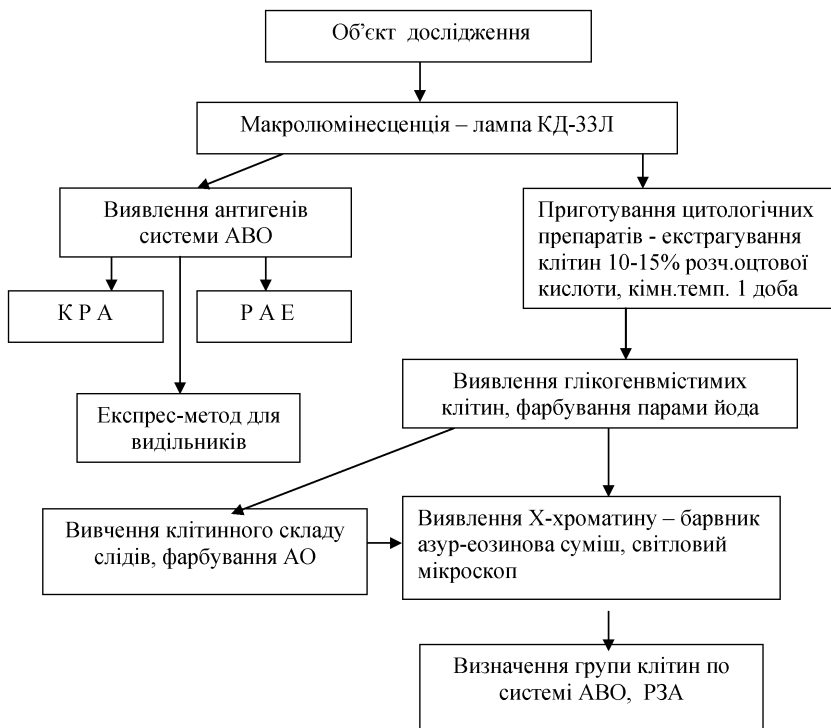 Об’єкт дослідження
Макролюмінесценція – лампа КД-33Л
Виявлення антигенів
системи АВО
Приготування цитологічних
препаратів - екстрагування
клітин 10-15% розч.оцтової
кислоти, кімн.темп. 1 доба
К Р А
Р А Е
Експрес-метод для
видільників
Виявлення глікогенвмістимих
клітин, фарбування парами йода
Вивчення клітинного складу
слідів, фарбування АО
Виявлення Х-хроматину – барвник
азур-еозинова суміш, світловий
мікроскоп
Визначення групи клітин по
системі АВО,  РЗА